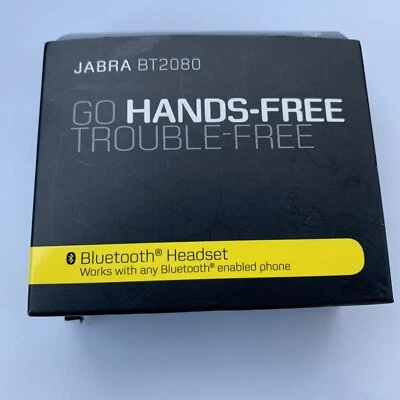 JABRA BT2080
GO HANDS-FREE
TROUBLE-FREE
Bluetooth® Headset
Works with any Bluetooth® enabled phone